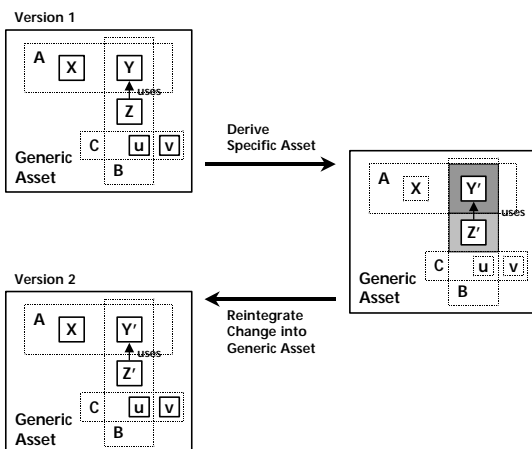 Version 1
A
X
Y
uses
Z
C
u
v
Generic
Asset
B
Derive
Specific Asset
A
X
Y'
uses
Z'
C
u
v
Generic
Asset
B
Version 2
Reintegrate
Change into
Generic Asset
A
X
Y'
uses
Z'
C
u
v
Generic
Asset
B